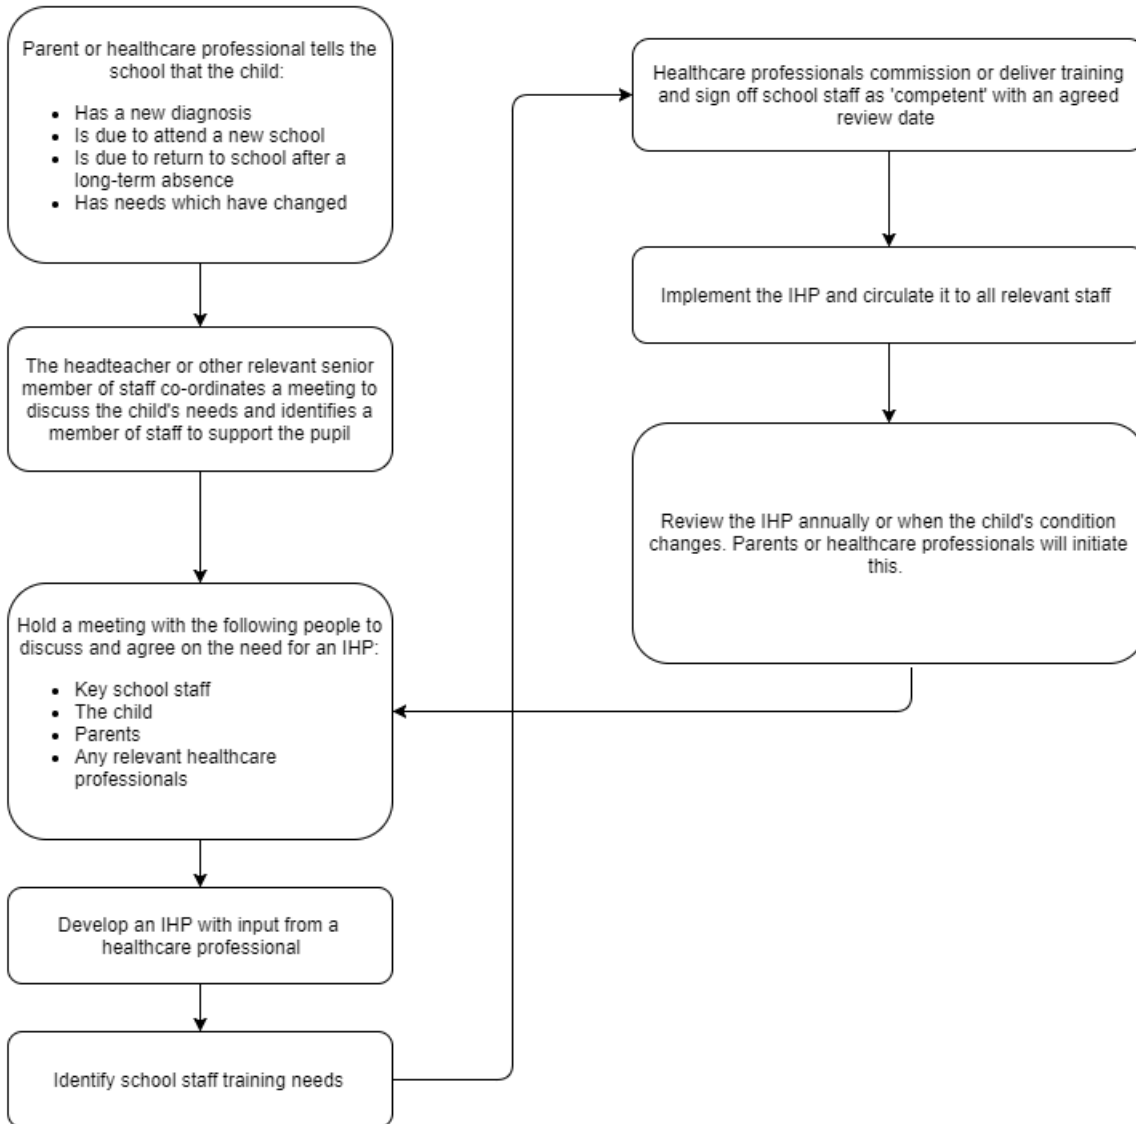 Parent or healthcare professional tells the
school that the child:
• Has a new diagnosis
• Is due to attend a new school
• Is due to return to school after a
long-term absence
• Has needs which have changed
The headteacher or other relevant senior
member of staff co-ordinates a meeting to
discuss the child's needs and identifies a
member of staff to support the pupil
Hold a meeting with the following people to
discuss and agree on the need for an IHP:
• Key school staff
• The child
• Parents
• Any relevant healthcare
professionals
Develop an IHP with input from a
healthcare professional
Identify school staff training needs
Healthcare professionals commission or deliver training
and sign off school staff as 'competent' with an agreed
review date
Implement the IHP and circulate it to all relevant staff
Review the IHP annually or when the child's condition
changes. Parents or healthcare professionals will initiate
this.